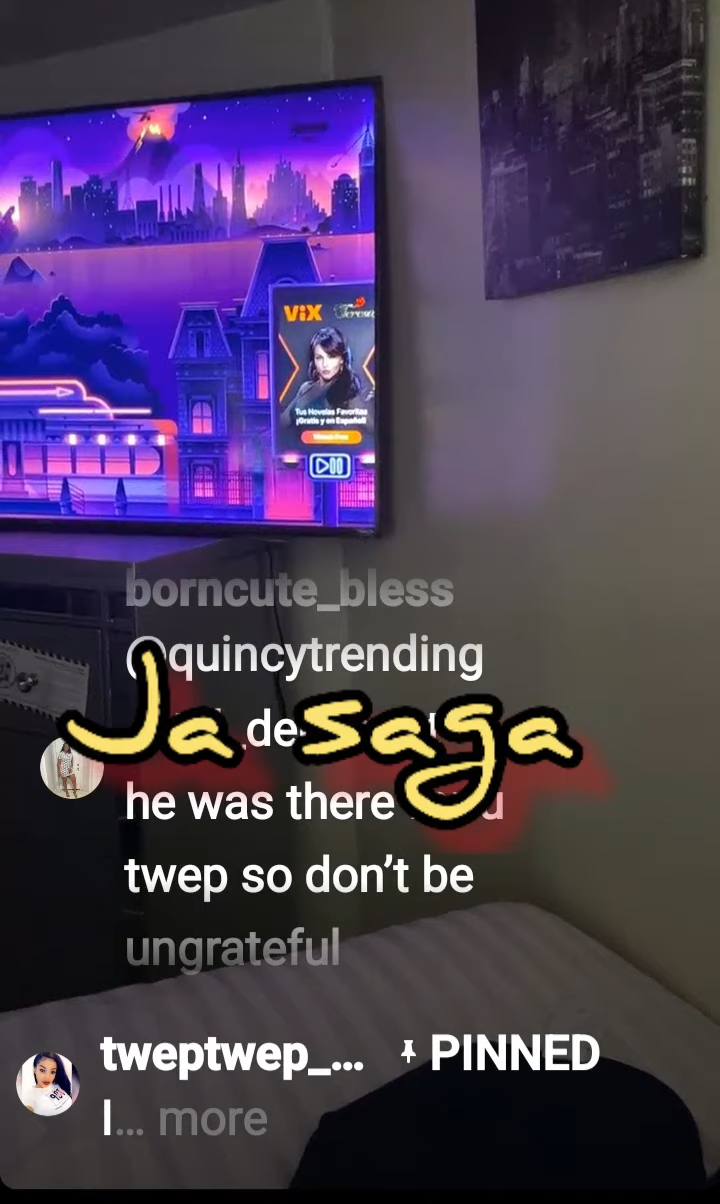 ViX
Tus Novelas Favoritas
¡Gratis y en Español!
borncute_bless
@quincytrending
Ja saga
he was there
twep so don’t be
ungrateful
tweptwep_... PINNED
I... more